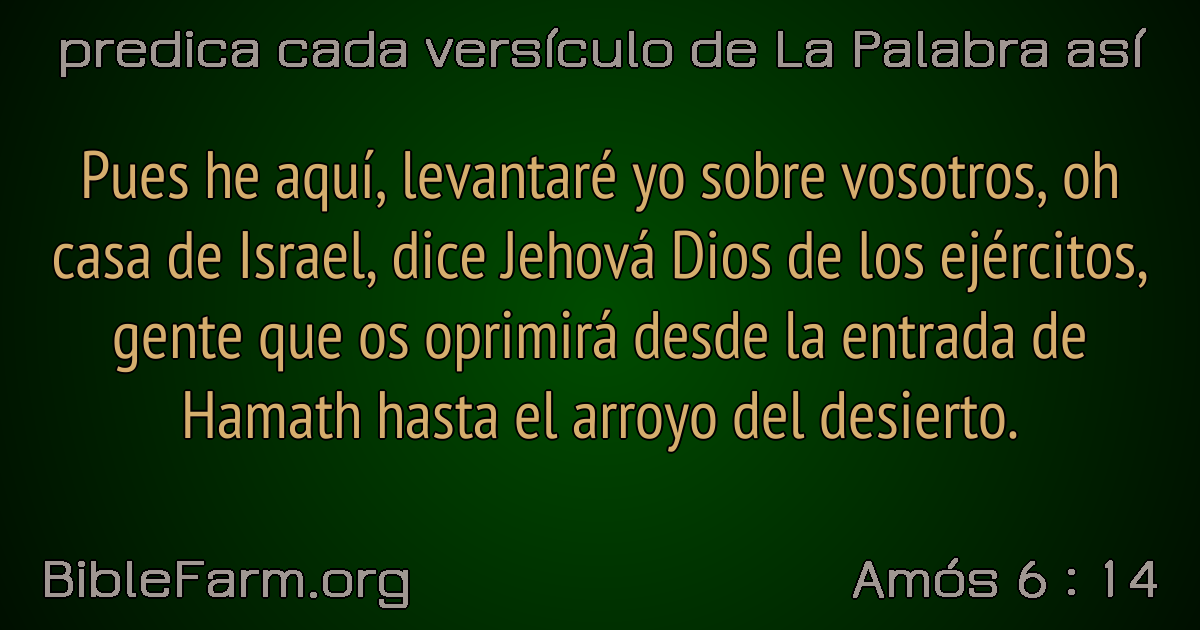 predica cada versículo de La Palabra así
Pues he aquí, levantaré yo sobre vosotros, oh
casa de Israel, dice Jehová Dios de los ejércitos,
gente que os oprimirá desde la entrada de
Hamath hasta el arroyo del desierto.
BibleFarm.org
Amós 6 : 14